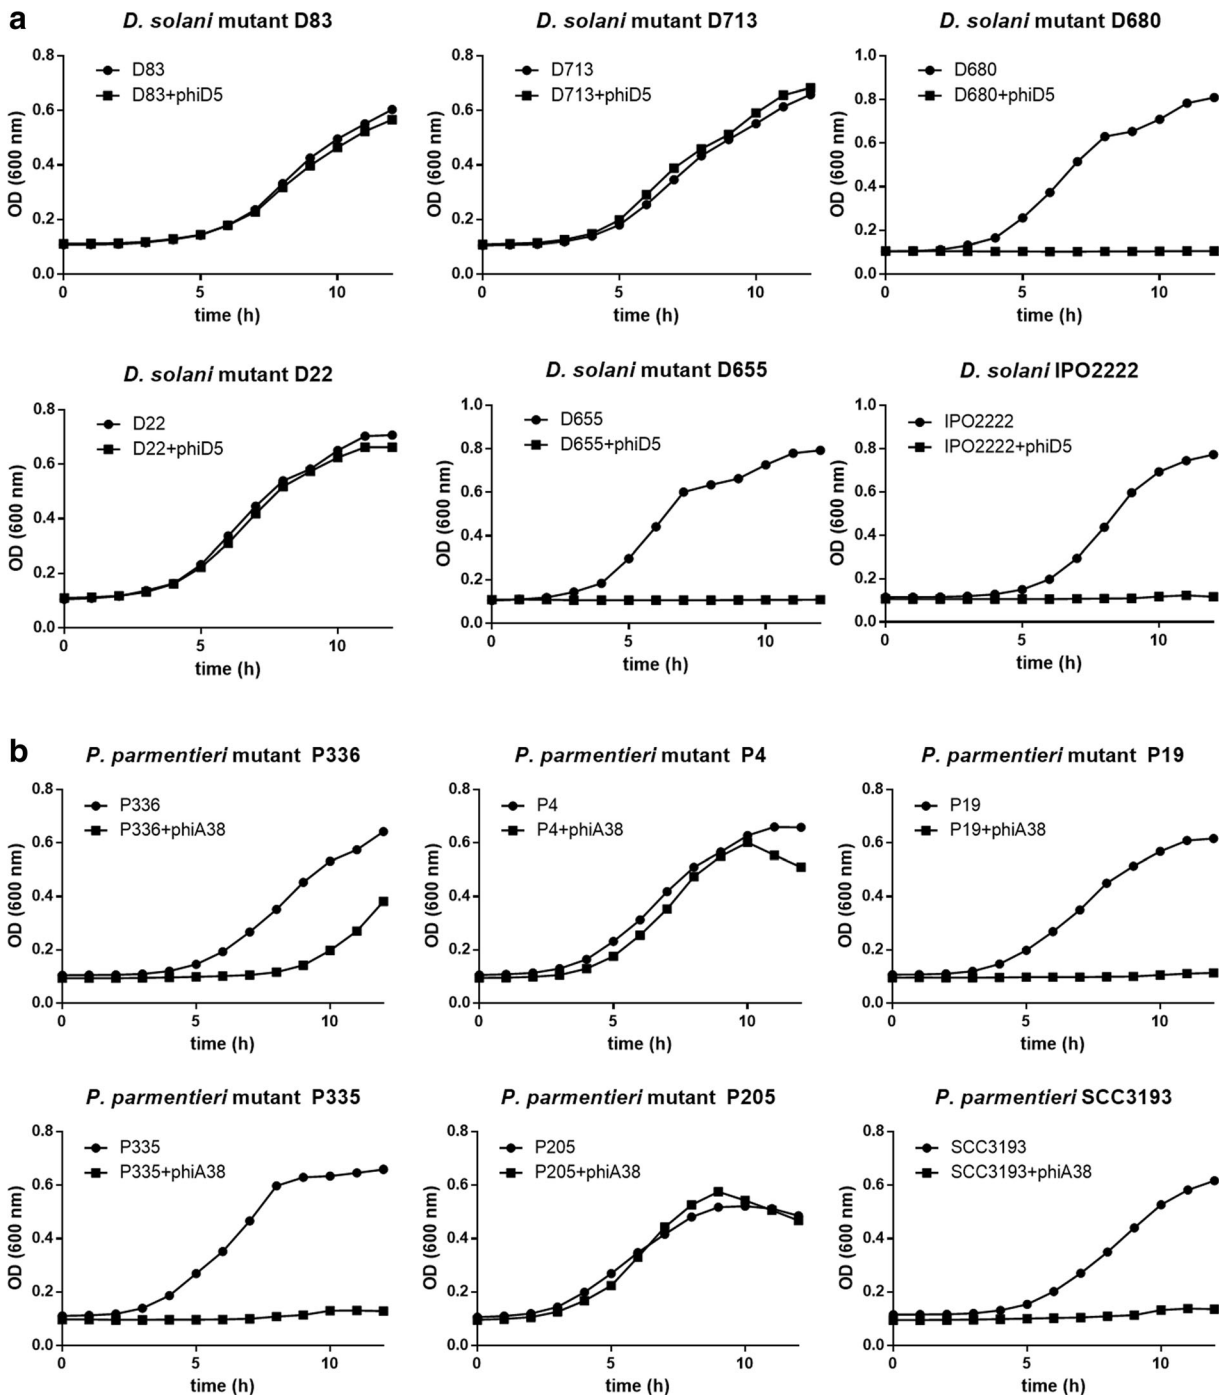 a
D. solani mutant D83
D83
D83+phiD5
OD (600 nm)
0.8
0.6
0.4
0.2
0.0
0 5 10
time (h)
D. solani mutant D713
D713
D713+phiD5
OD (600 nm)
0.8
0.6
0.4
0.2
0.0
0 5 10
time (h)
D. solani mutant D680
D680
D680+phiD5
OD (600 nm)
1.0
0.8
0.6
0.4
0.2
0.0
0 5 10
time (h)
D. solani mutant D22
D22
D22+phiD5
OD (600 nm)
0.8
0.6
0.4
0.2
0.0
0 5 10
time (h)
D. solani mutant D655
D655
D655+phiD5
OD (600 nm)
1.0
0.8
0.6
0.4
0.2
0.0
0 5 10
time (h)
D. solani IPO2222
IPO2222
IPO2222+phiD5
OD (600 nm)
1.0
0.8
0.6
0.4
0.2
0.0
0 5 10
time (h)
b
P. parmentieri mutant P336
P336
P336+phiA38
OD (600 nm)
0.8
0.6
0.4
0.2
0.0
0 5 10
time (h)
P. parmentieri mutant P4
P4
P4+phiA38
OD (600 nm)
0.8
0.6
0.4
0.2
0.0
0 5 10
time (h)
P. parmentieri mutant P19
P19
P19+phiA38
OD (600 nm)
0.8
0.6
0.4
0.2
0.0
0 5 10
time (h)
P. parmentieri mutant P335
P335
P335+phiA38
OD (600 nm)
0.8
0.6
0.4
0.2
0.0
0 5 10
time (h)
P. parmentieri mutant P205
P205
P205+phiA38
OD (600 nm)
0.8
0.6
0.4
0.2
0.0
0 5 10
time (h)
P. parmentieri SCC3193
SCC3193
SCC3193+phiA38
OD (600 nm)
0.8
0.6
0.4
0.2
0.0
0 5 10
time (h)